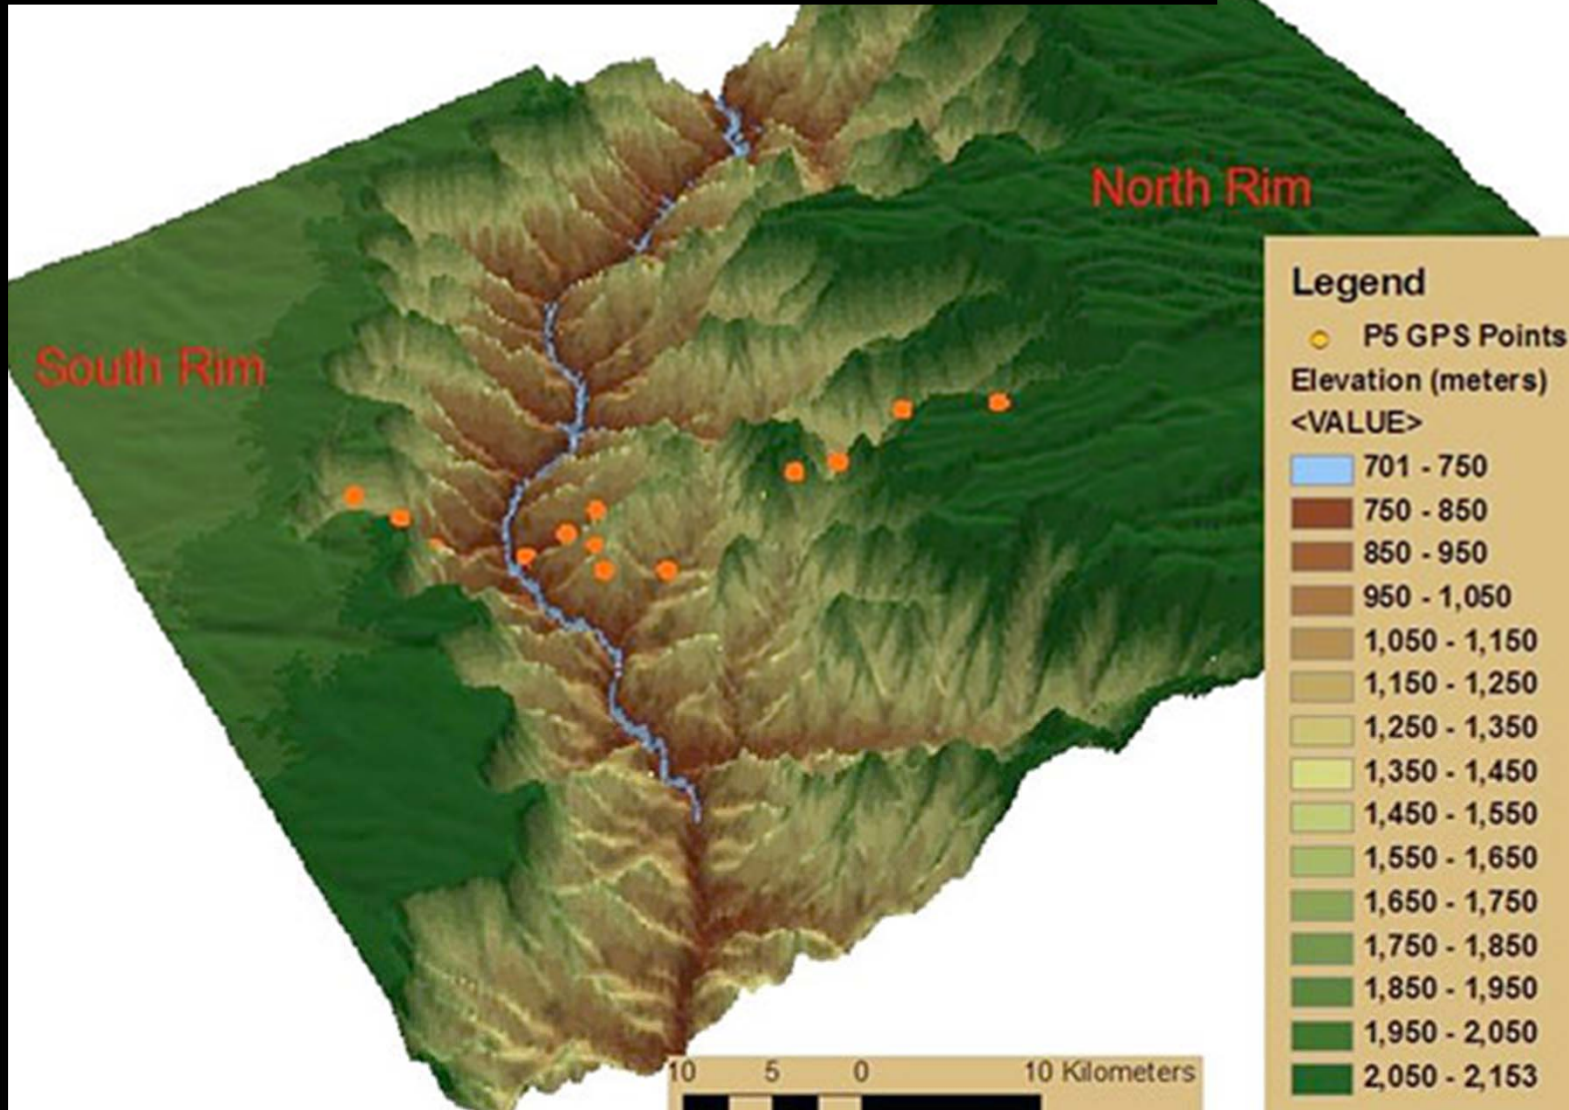 North Rim
South Rim
Legend
P5 GPS Points
Elevation (meters)
<VALUE>
701 - 750
750 - 850
850 - 950
950 - 1,050
1,050 - 1,150
1,150 - 1,250
1,250 - 1,350
1,350 - 1,450
1,450 - 1,550
1,550 - 1,650
1,650 - 1,750
1,750 - 1,850
1,850 - 1,950
1,950 - 2,050
2,050 - 2,153
10 5 0 10 Kilometers